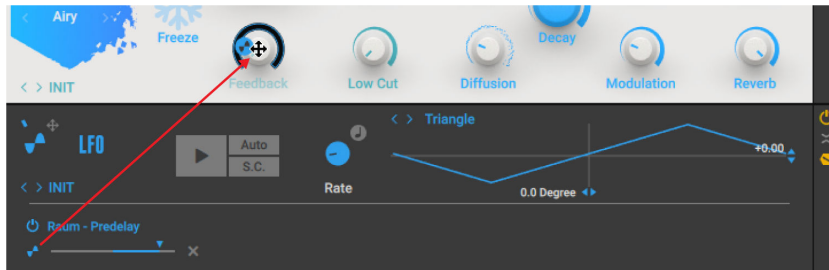 Airy
Freeze
Decay
Feedback
Low Cut
Diffusion
Modulation
Reverb
< > INIT
< > Triangle
LFO
Auto
S.C.
+0.00
Rate
0.0 Degree
< > INIT
Raum - Predelay